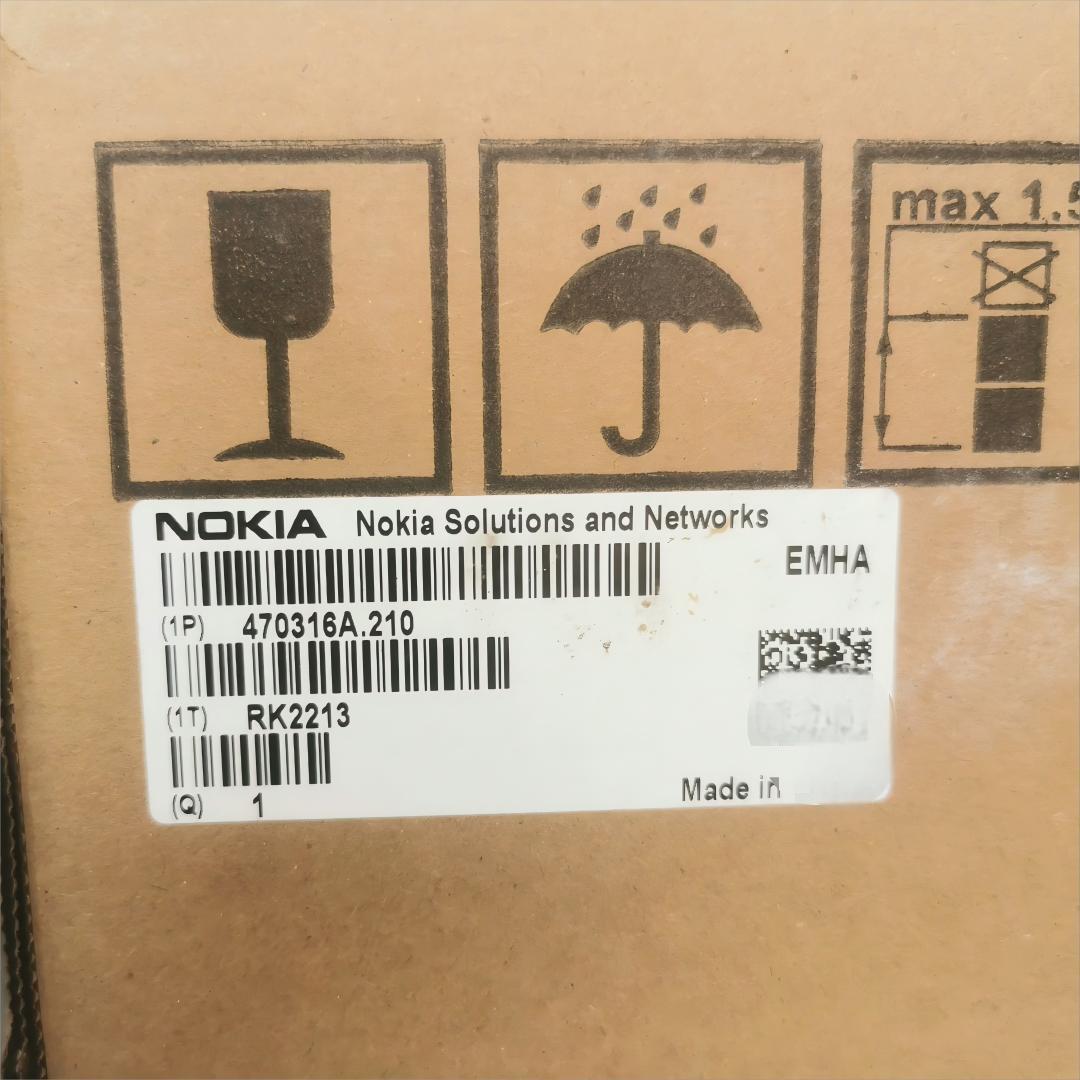 max 1.5
NOKIA Nokia Solutions and Networks
EMHA
(1P) 470316A.210
(1T) RK2213
(Q) 1
Made in